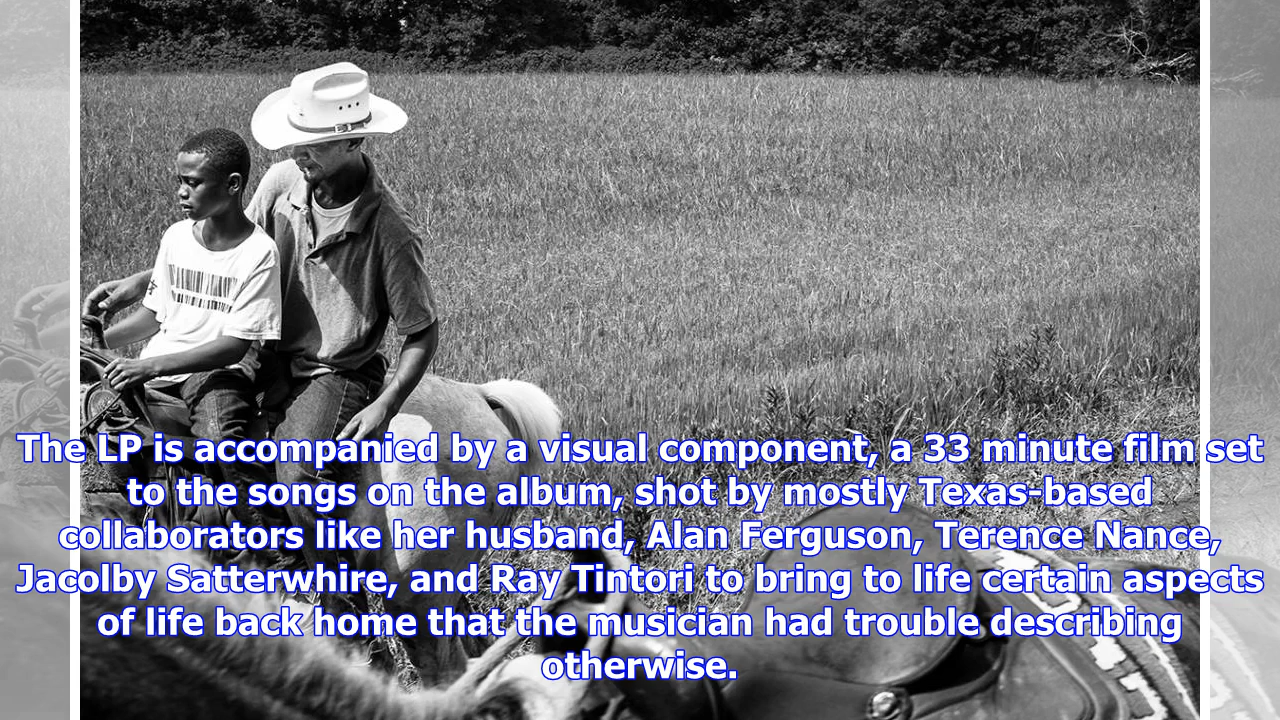 The LP is accompanied by a visual component, a 33 minute film set
to the songs on the album, shot by mostly Texas-based
collaborators like her husband, Alan Ferguson, Terence Nance,
Jacolby Satterwhire, and Ray Tintori to bring to life certain aspects
of life back home that the musician had trouble describing
otherwise.